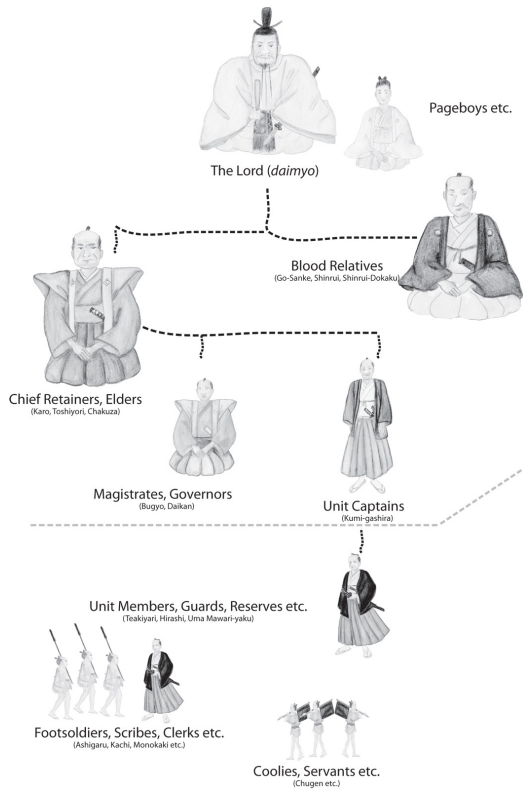 Pageboys etc.
The Lord (daimyo)
Blood Relatives
(Go-Sanke, Shinrui, Shinrui-Dokaku)
Chief Retainers, Elders
(Karo, Toshiyori, Chakuza)
Magistrates, Governors
(Bugyo, Daikan)
Unit Captains
(Kumi-gashira)
Unit Members, Guards, Reserves etc.
(Teakiyari, Hirashi, Uma Mawari-yaku)
Footsoldiers, Scribes, Clerks etc.
(Ashigaru, Kachi, Monokaki etc.)
Coolies, Servants etc.
(Chugen etc.)